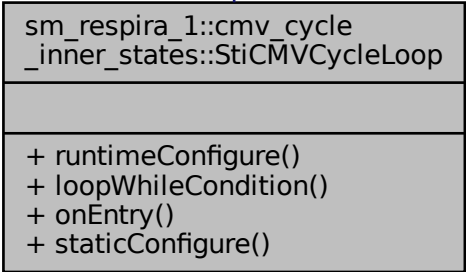 sm_respira_1::cmv_cycle
_inner_states::StiCMVCycleLoop
+ runtimeConfigure()
+ loopWhileCondition()
+ onEntry()
+ staticConfigure()